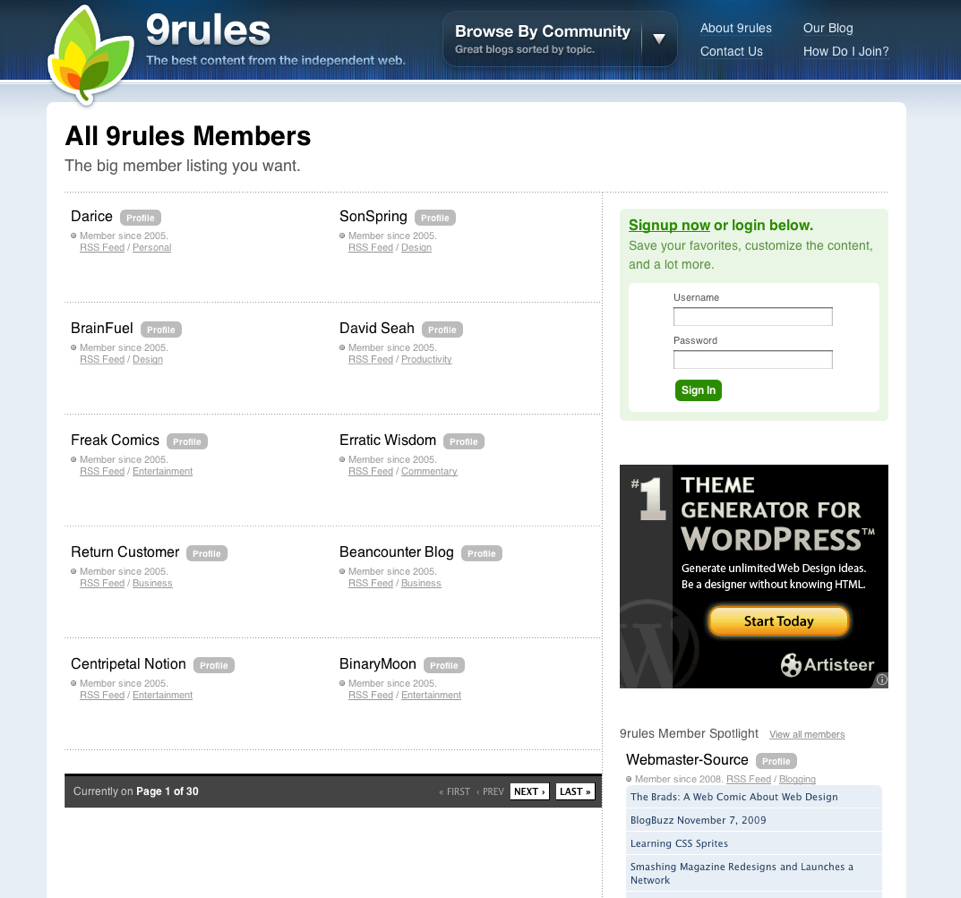 9rules
The best content from the independent web.
Browse By Community
Great blogs sorted by topic.
About 9rules
Our Blog
Contact Us
How Do I Join?
All 9rules Members
The big member listing you want.
Darice Profile
Member since 2005.
RSS Feed / Personal
SonSpring Profile
Member since 2005.
RSS Feed / Design
BrainFuel Profile
Member since 2005.
RSS Feed / Design
David Seah Profile
Member since 2005.
RSS Feed / Productivity
Freak Comics Profile
Member since 2005.
RSS Feed / Entertainment
Erratic Wisdom Profile
Member since 2005.
RSS Feed / Commentary
Return Customer Profile
Member since 2005.
RSS Feed / Business
Beancounter Blog Profile
Member since 2005.
RSS Feed / Business
Centripetal Notion Profile
Member since 2005.
RSS Feed / Entertainment
BinaryMoon Profile
Member since 2005.
RSS Feed / Entertainment
Currently on Page 1 of 30
« FIRST ‹ PREV NEXT › LAST »
Signup now or login below.
Save your favorites, customize the content,
and a lot more.
Username
Password
Sign In
#1 THEME
GENERATOR FOR
WORDPRESS™
Generate unlimited Web Design ideas.
Be a designer without knowing HTML.
Start Today
Artisteer
9rules Member Spotlight View all members
Webmaster-Source Profile
Member since 2008. RSS Feed / Blogging
The Brads: A Web Comic About Web Design
BlogBuzz November 7, 2009
Learning CSS Sprites
Smashing Magazine Redesigns and Launches a
Network